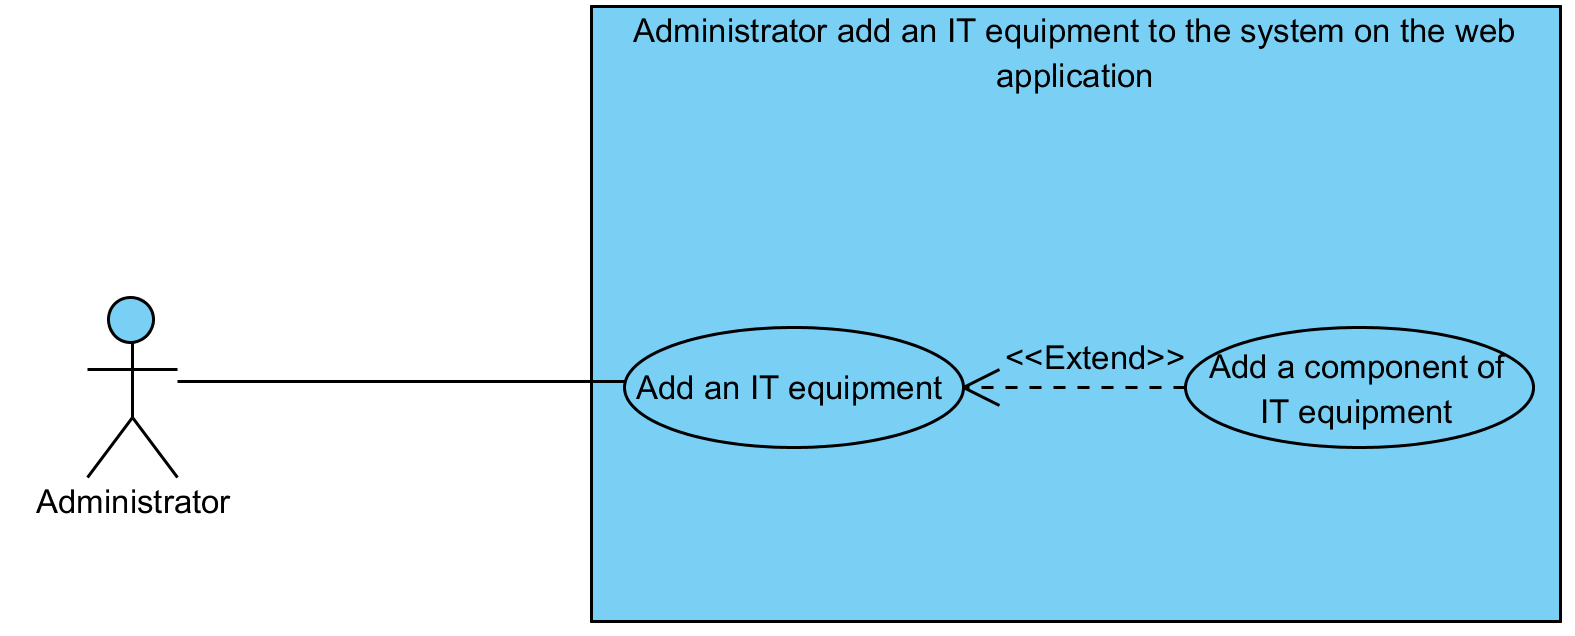 Administrator add an IT equipment to the system on the web
application
<<Extend>>
Add an IT equipment
Add a component of
IT equipment
Administrator